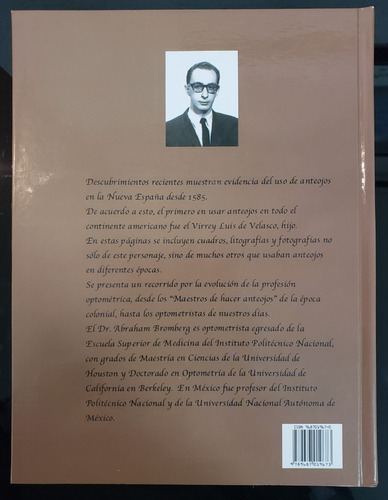 Descubrimientos recientes muestran evidencia del uso de anteojos
en la Nueva España desde 1585.
De acuerdo a esto, el primero en usar anteojos en todo el
continente americano fue el Virrey Luis de Velasco, hijo.
En estas páginas se incluyen cuadros, litografías y fotografías no
sólo de este personaje, sino de muchos otros que usaban anteojos
en diferentes épocas.
Se presenta un recorrido por la evolución de la profesión
optométrica, desde los "Maestros de hacer anteojos" de la época
colonial, hasta los optometristas de nuestros días.
El Dr. Abraham Bromberg es optometrista egresado de la
Escuela Superior de Medicina del Instituto Politécnico Nacional,
con grados de Maestría en Ciencias de la Universidad de
Houston y Doctorado en Optometría de la Universidad de
California en Berkeley. En México fue profesor del Instituto
Politécnico Nacional y de la Universidad Nacional Autónoma de
México.